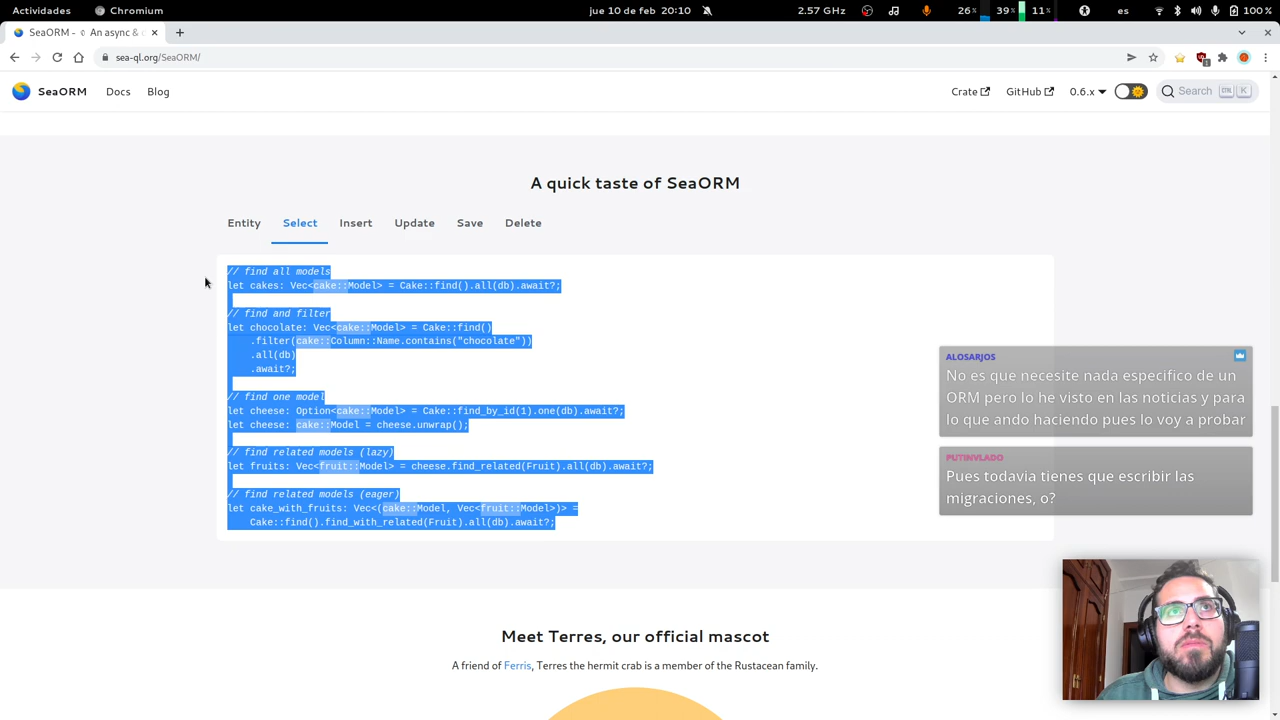 Actividades
Chromium
jue 10 de feb 20:10
2.57 GHz
26%
39%
11%
es
100 %
SeaORM - 🐚 An async & d
sea-ql.org/SeaORM/
SeaORM
Docs
Blog
Crate
GitHub
0.6.x
Search
CTRL
K
A quick taste of SeaORM
Entity
Select
Insert
Update
Save
Delete
// find all models
let cakes: Vec<cake::Model> = Cake::find().all(db).await?;
// find and filter
let chocolate: Vec<cake::Model> = Cake::find()
    .filter(cake::Column::Name.contains("chocolate"))
    .all(db)
    .await?;
// find one model
let cheese: Option<cake::Model> = Cake::find_by_id(1).one(db).await?;
let cheese: cake::Model = cheese.unwrap();
// find related models (lazy)
let fruits: Vec<fruit::Model> = cheese.find_related(Fruit).all(db).await?;
// find related models (eager)
let cake_with_fruits: Vec<(cake::Model, Vec<fruit::Model>)> =
    Cake::find().find_with_related(Fruit).all(db).await?;
ALOSARJOS
No es que necesite nada especifico de un
ORM pero lo he visto en las noticias y para
lo que ando haciendo pues lo voy a probar
PUTINVLADO
Pues todavia tienes que escribir las
migraciones, o?
Meet Terres, our official mascot
A friend of Ferris, Terres the hermit crab is a member of the Rustacean family.